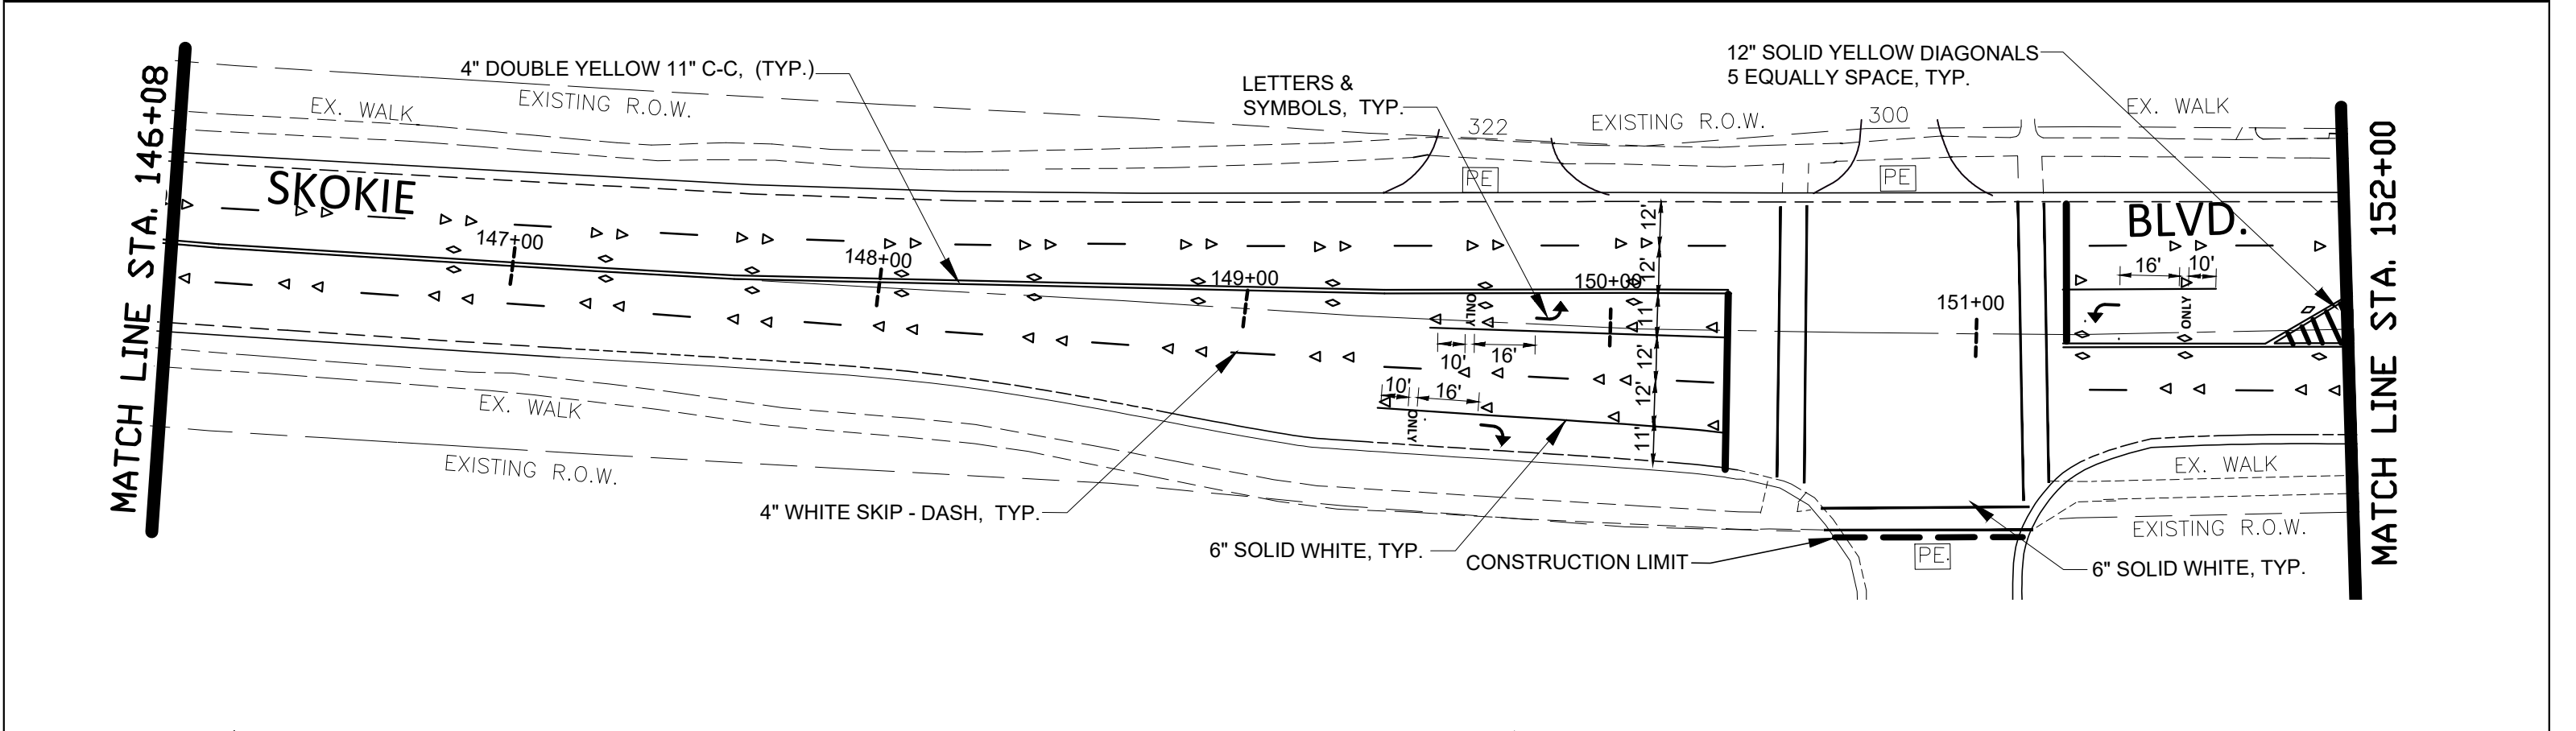 MATCH LINE STA. 146+08
4" DOUBLE YELLOW 11" C-C, (TYP.)
EX. WALK
EXISTING R.O.W.
LETTERS &
SYMBOLS, TYP.
322
EXISTING R.O.W.
300
12" SOLID YELLOW DIAGONALS
5 EQUALLY SPACE, TYP.
EX. WALK
MATCH LINE STA. 152+00
PE
PE
SKOKIE
BLVD.
147+00
148+00
149+00
150+00
151+00
12'
12'
11'
12'
12'
11'
16'
10'
ONLY
ONLY
10'
16'
10'
16'
ONLY
EX. WALK
EXISTING R.O.W.
4" WHITE SKIP - DASH, TYP.
6" SOLID WHITE, TYP.
CONSTRUCTION LIMIT
PE.
6" SOLID WHITE, TYP.
EX. WALK
EXISTING R.O.W.